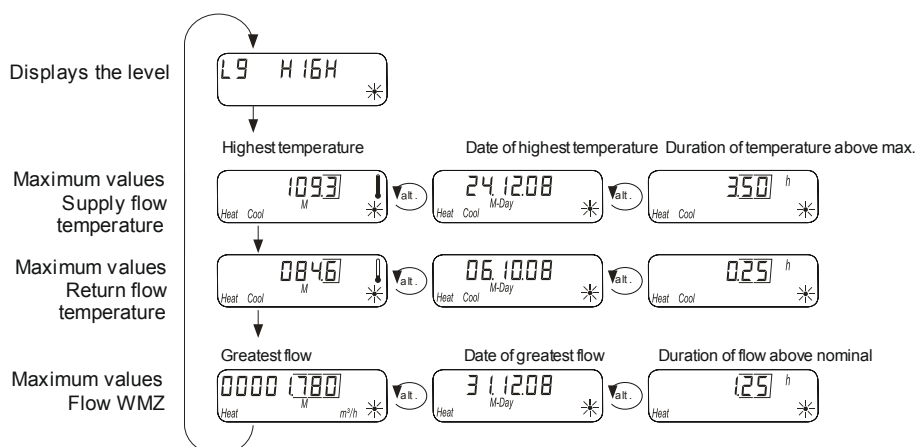 Displays the level
L9 HIGH
Highest temperature Date of highest temperature Duration of temperature above max.
Maximum values
Supply flow
temperature
109.3 M Heat Cool
alt.
24.12.08 M-Day Heat Cool
alt.
3.50 h Heat Cool
Maximum values
Return flow
temperature
084.6 M Heat Cool
alt.
06.10.08 M-Day Heat Cool
alt.
0.25 h Heat Cool
Greatest flow Date of greatest flow Duration of flow above nominal
Maximum values
Flow WMZ
00001.780 M Heat m³/h
alt.
31.12.08 M-Day Heat
alt.
1.25 h Heat